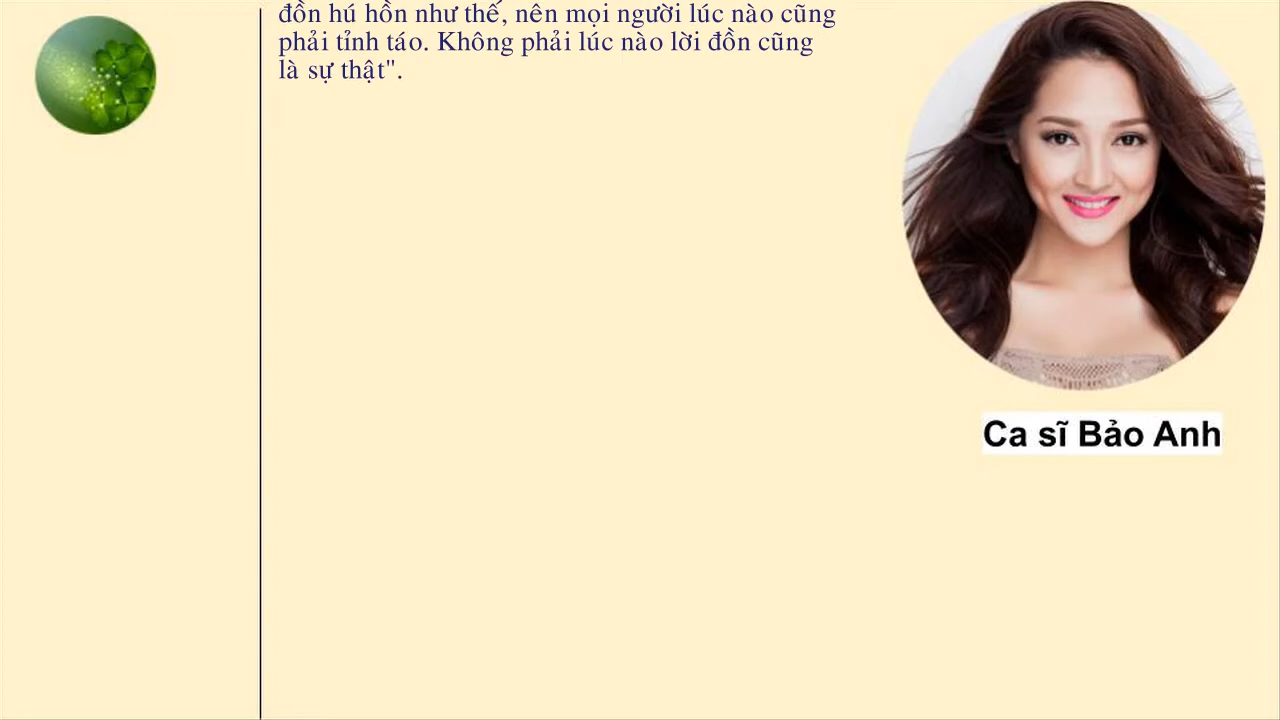 đồn hú hồn như thế, nên mọi người lúc nào cũng
phải tỉnh táo. Không phải lúc nào lời đồn cũng
là sự thật".
Ca sĩ Bảo Anh